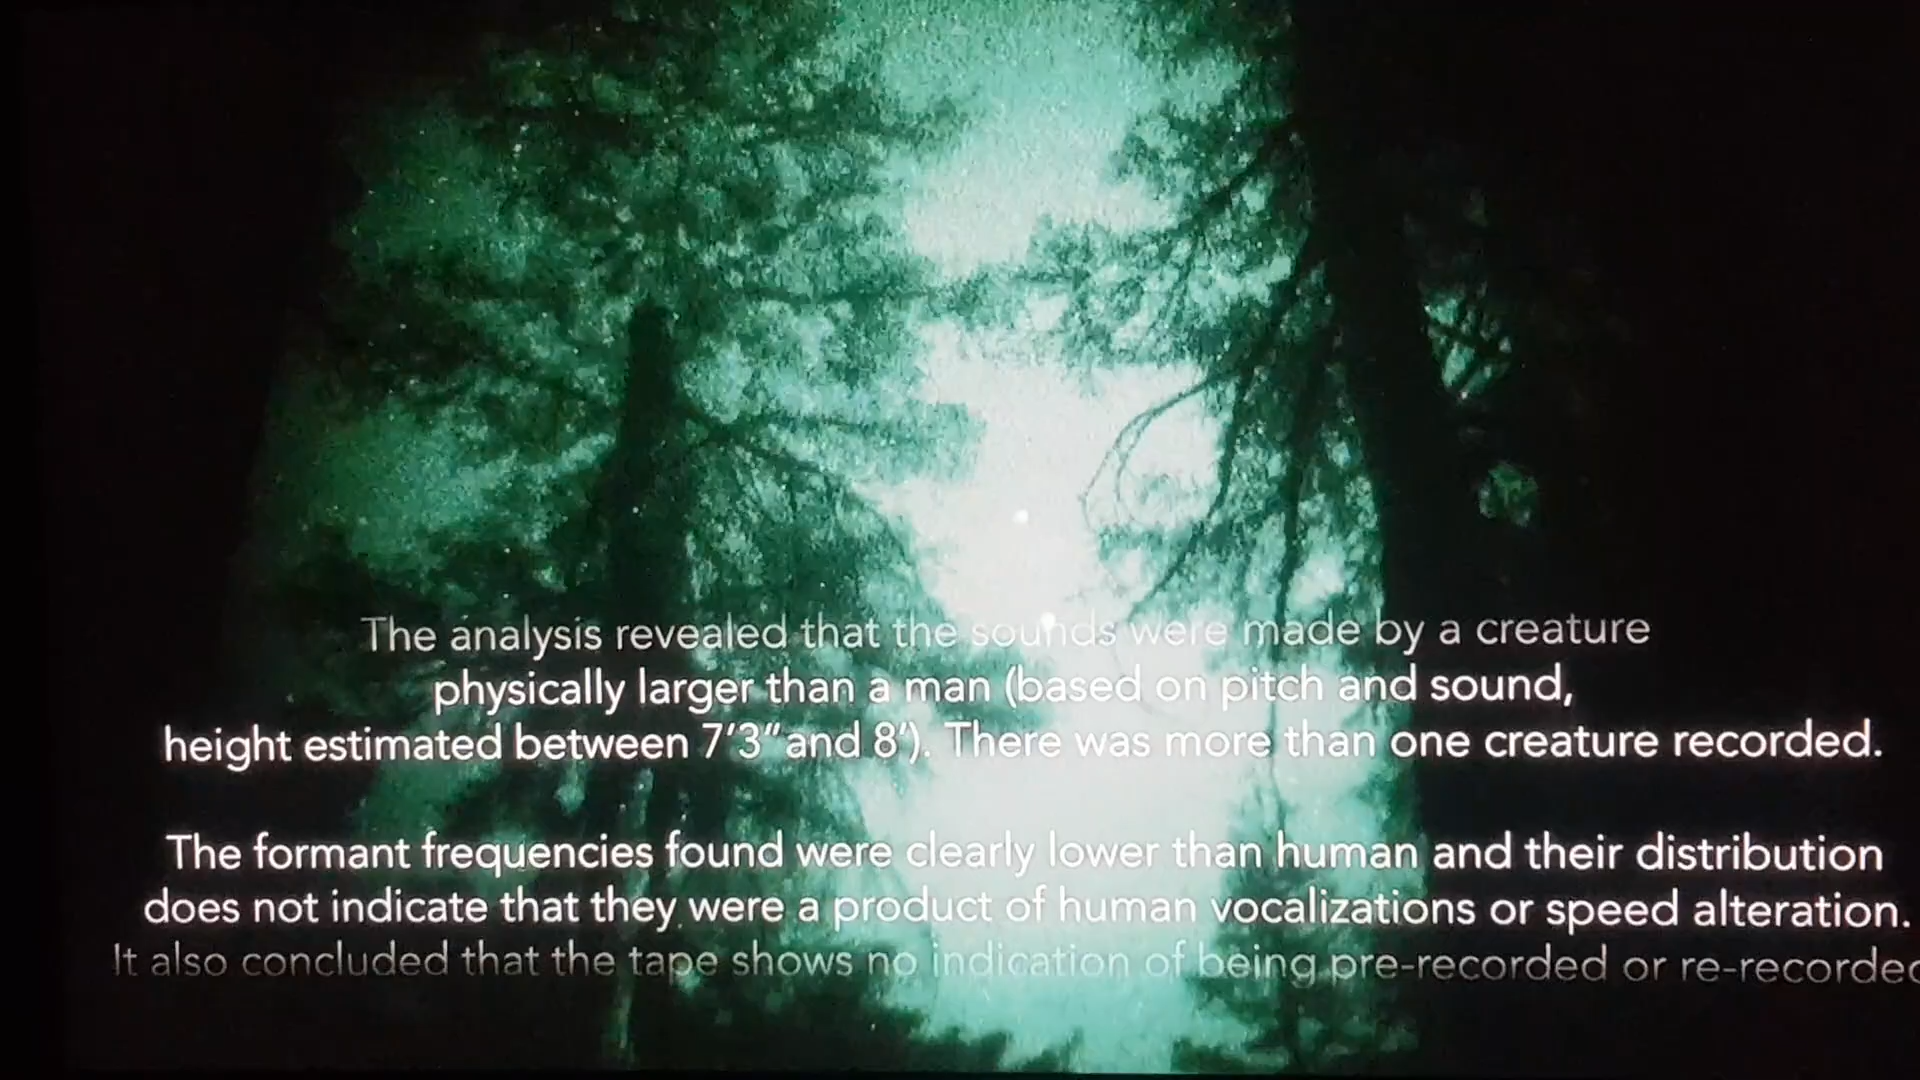 The analysis revealed that the sounds were made by a creature
physically larger than a man (based on pitch and sound,
height estimated between 7'3" and 8'). There was more than one creature recorded.
The formant frequencies found were clearly lower than human and their distribution
does not indicate that they were a product of human vocalizations or speed alteration.
It also concluded that the tape shows no indication of being pre-recorded or re-recorded